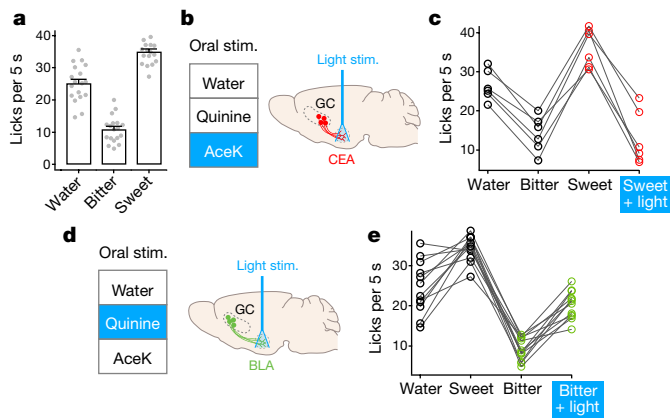 a
Licks per 5 s
40
30
20
10
0
Water
Bitter
Sweet
b
Oral stim.
Water
Quinine
AceK
Light stim.
GC
CEA
c
Licks per 5 s
40
30
20
10
Water
Bitter
Sweet
Sweet
+ light
d
Oral stim.
Water
Quinine
AceK
Light stim.
GC
BLA
e
Licks per 5 s
40
30
20
10
Water
Sweet
Bitter
Bitter
+ light